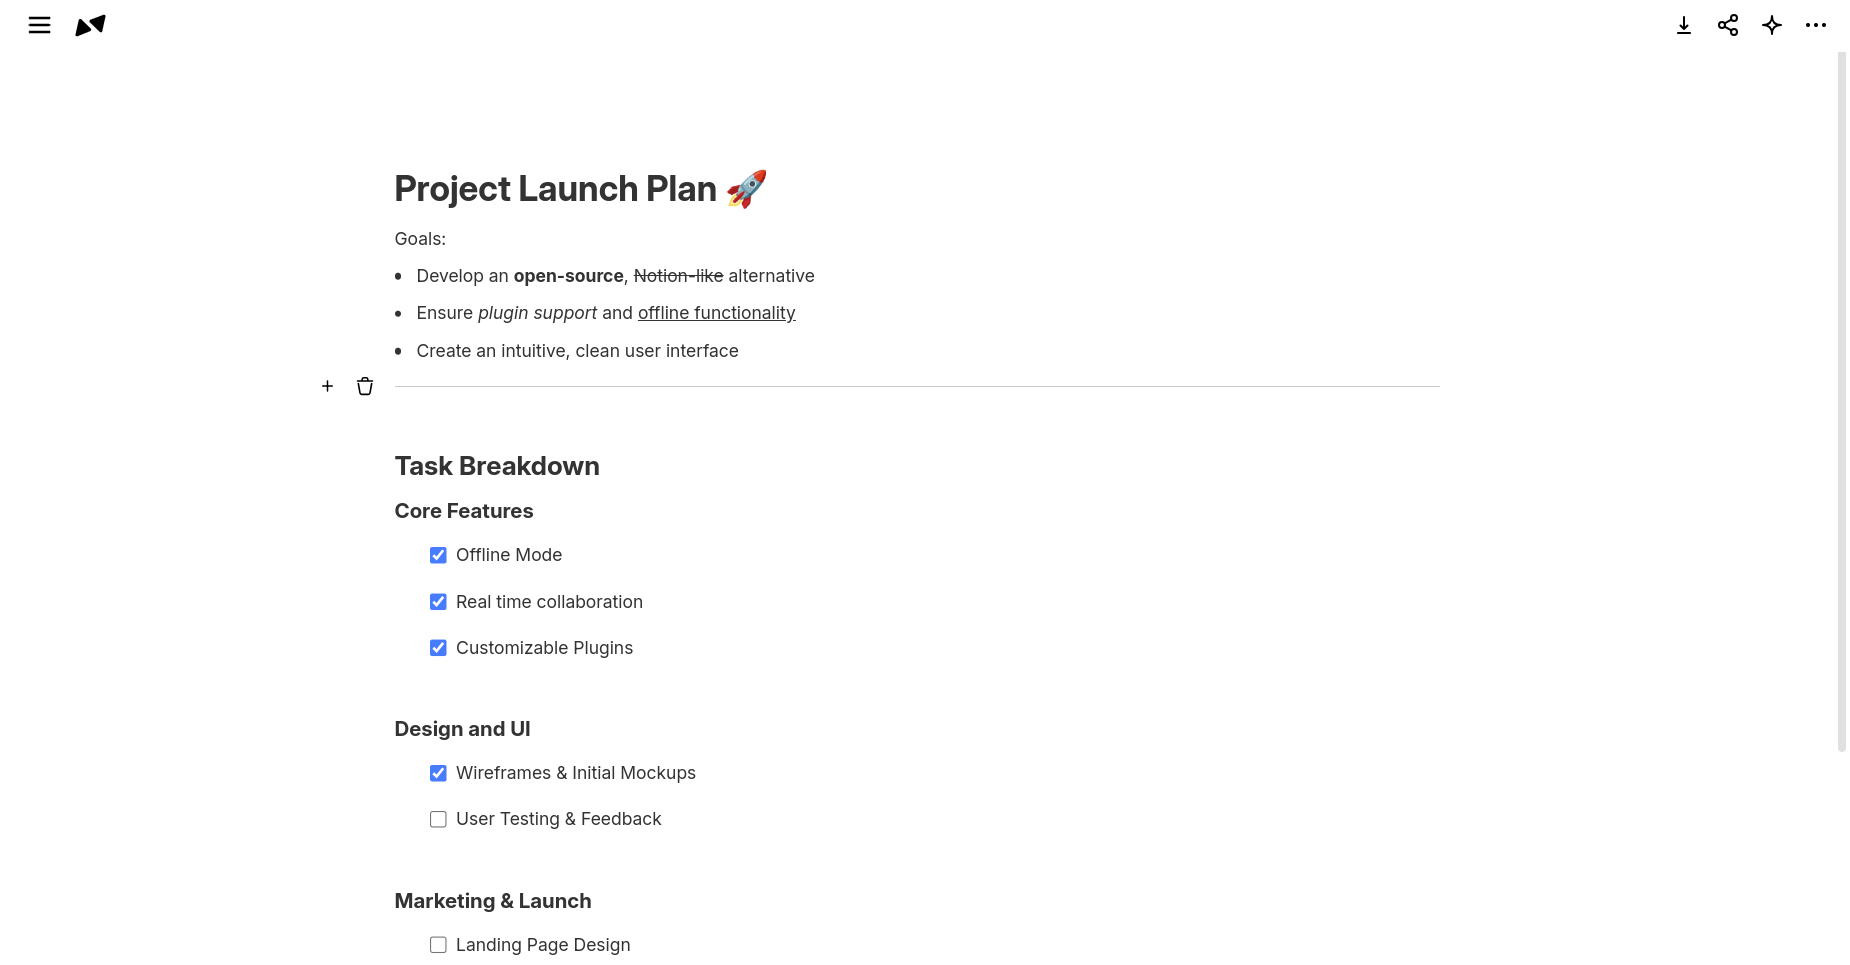 Project Launch Plan 🚀
Goals:
Develop an open-source, Notion-like alternative
Ensure plugin support and offline functionality
Create an intuitive, clean user interface
Task Breakdown
Core Features
Offline Mode
Real time collaboration
Customizable Plugins
Design and UI
Wireframes & Initial Mockups
User Testing & Feedback
Marketing & Launch
Landing Page Design